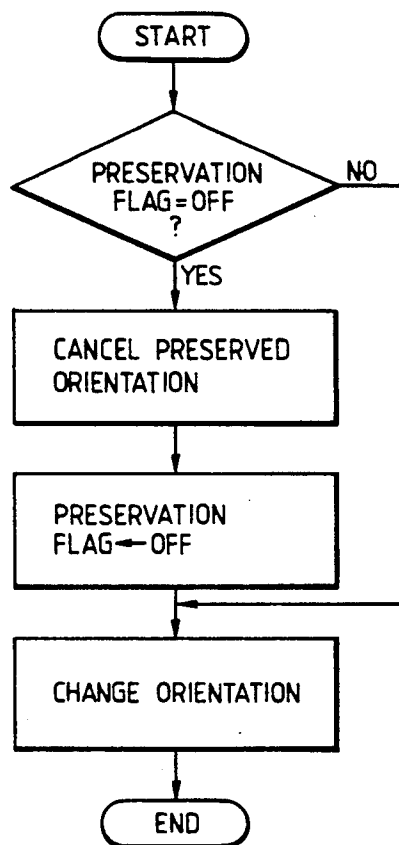 START
PRESERVATION
FLAG=OFF
?
NO
YES
CANCEL PRESERVED
ORIENTATION
PRESERVATION
FLAG←OFF
CHANGE ORIENTATION
END